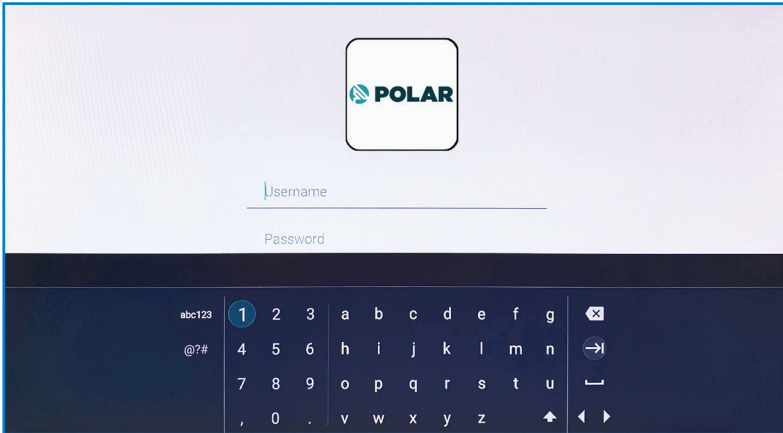 POLAR
Username
Password
abc123 1 2 3 a b c d e f g
@?# 4 5 6 h i j k l m n
7 8 9 o p q r s t u
, 0 . v w x y z